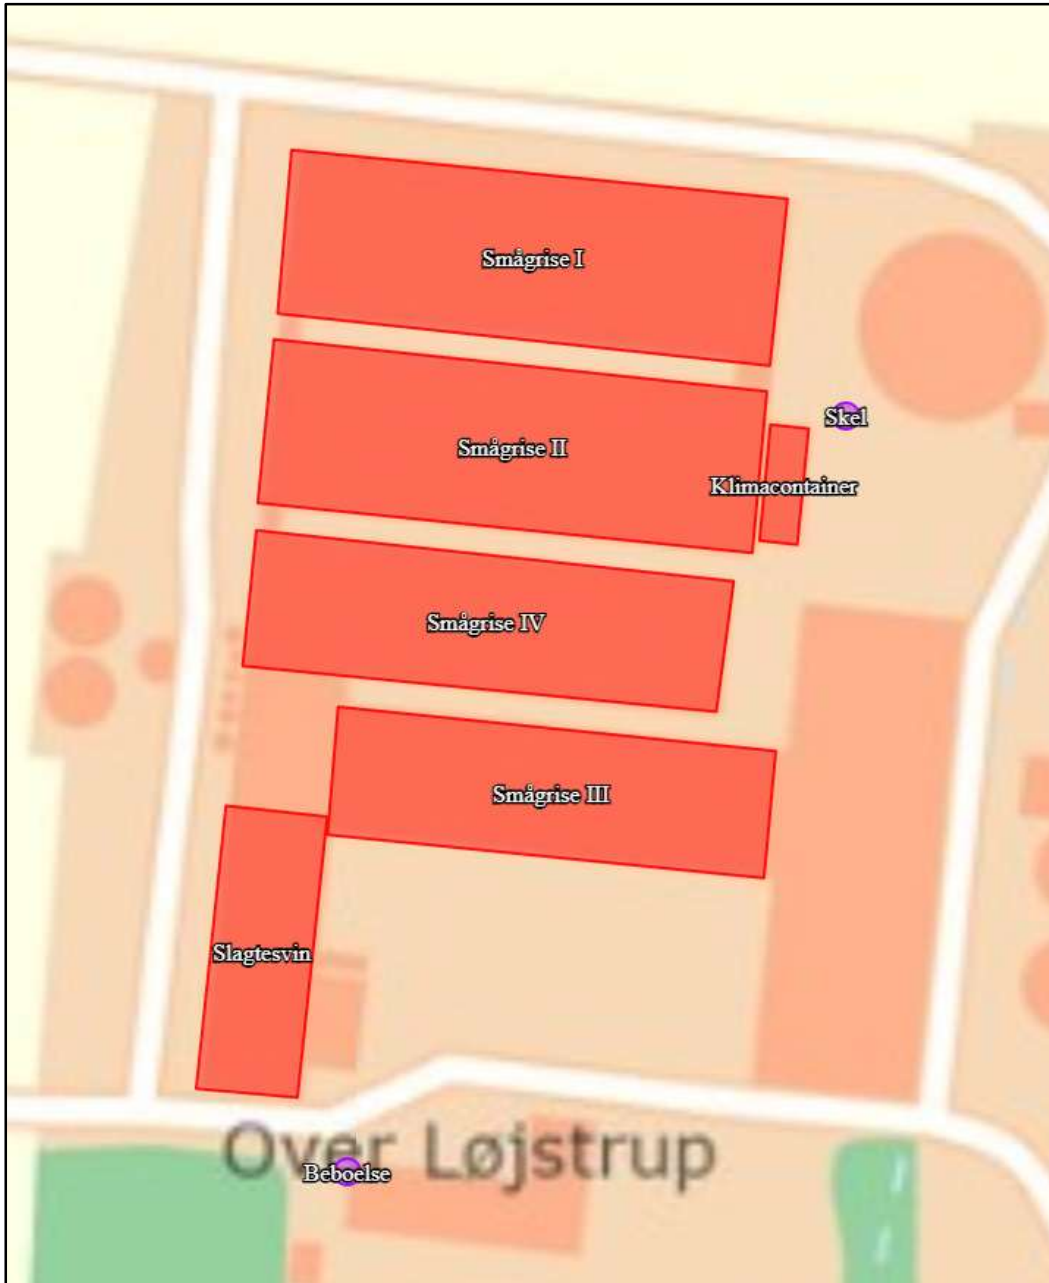 Smågrise I
Skel
Smågrise II
Klimacontainer
Smågrise IV
Smågrise III
Slagtesvin
Over Løjstrup
Beboelse